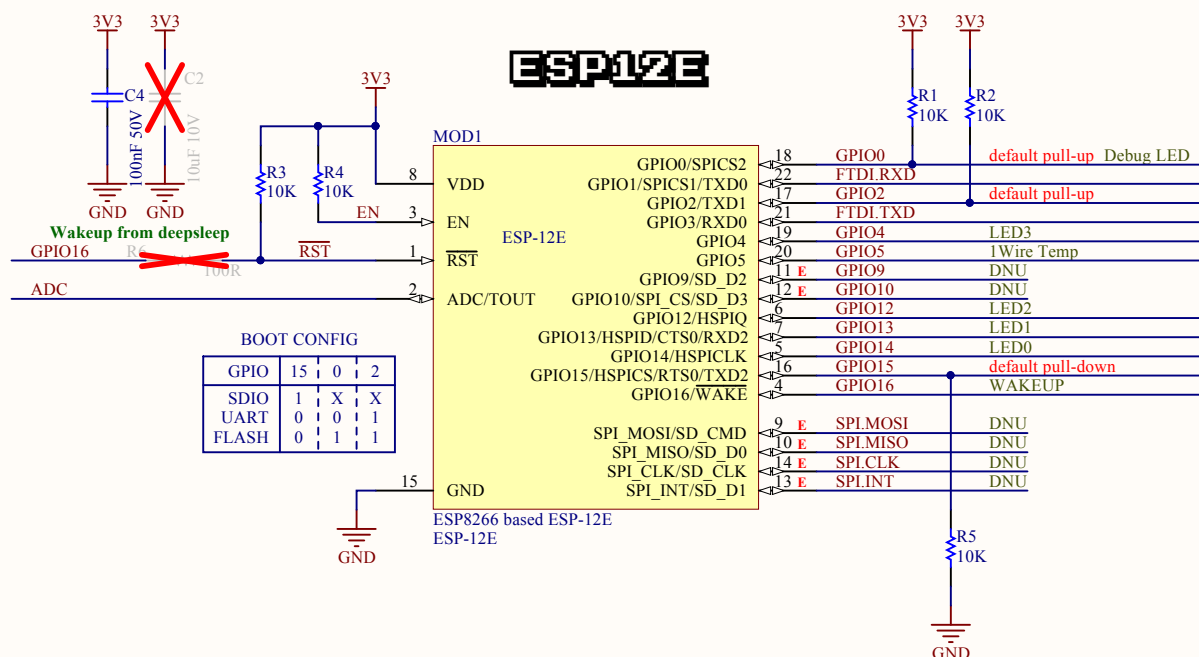 3V3 3V3
ESP12E
3V3 3V3
C4
100nF 50V
C2
10uF 10V
GND GND
3V3
R3
10K
R4
10K
R1
10K
R2
10K
Wakeup from deepsleep
GPIO16
R6
100R
RST
EN
ADC
MOD1
8 VDD
3 EN
1 RST
2 ADC/TOUT
15 GND
ESP-12E
GPIO0/SPICS2 18 GPIO0 default pull-up Debug LED
GPIO1/SPICS1/TXD0 22 FTDI.RXD
GPIO2/TXD1 17 GPIO2 default pull-up
GPIO3/RXD0 21 FTDI.TXD
GPIO4 19 GPIO4 LED3
GPIO5 20 GPIO5 1Wire Temp
GPIO9/SD_D2 11 E GPIO9 DNU
GPIO10/SPI_CS/SD_D3 12 E GPIO10 DNU
GPIO12/HSPIQ 6 GPIO12 LED2
GPIO13/HSPID/CTS0/RXD2 7 GPIO13 LED1
GPIO14/HSPICLK 5 GPIO14 LED0
GPIO15/HSPICS/RTS0/TXD2 16 GPIO15 default pull-down
GPIO16/WAKE 4 GPIO16 WAKEUP
SPI_MOSI/SD_CMD 9 E SPI.MOSI DNU
SPI_MISO/SD_D0 10 E SPI.MISO DNU
SPI_CLK/SD_CLK 14 E SPI.CLK DNU
SPI_INT/SD_D1 13 E SPI.INT DNU
BOOT CONFIG
GPIO 15 0 2
SDIO 1 X X
UART 0 0 1
FLASH 0 1 1
GND
ESP8266 based ESP-12E
ESP-12E
R5
10K
GND